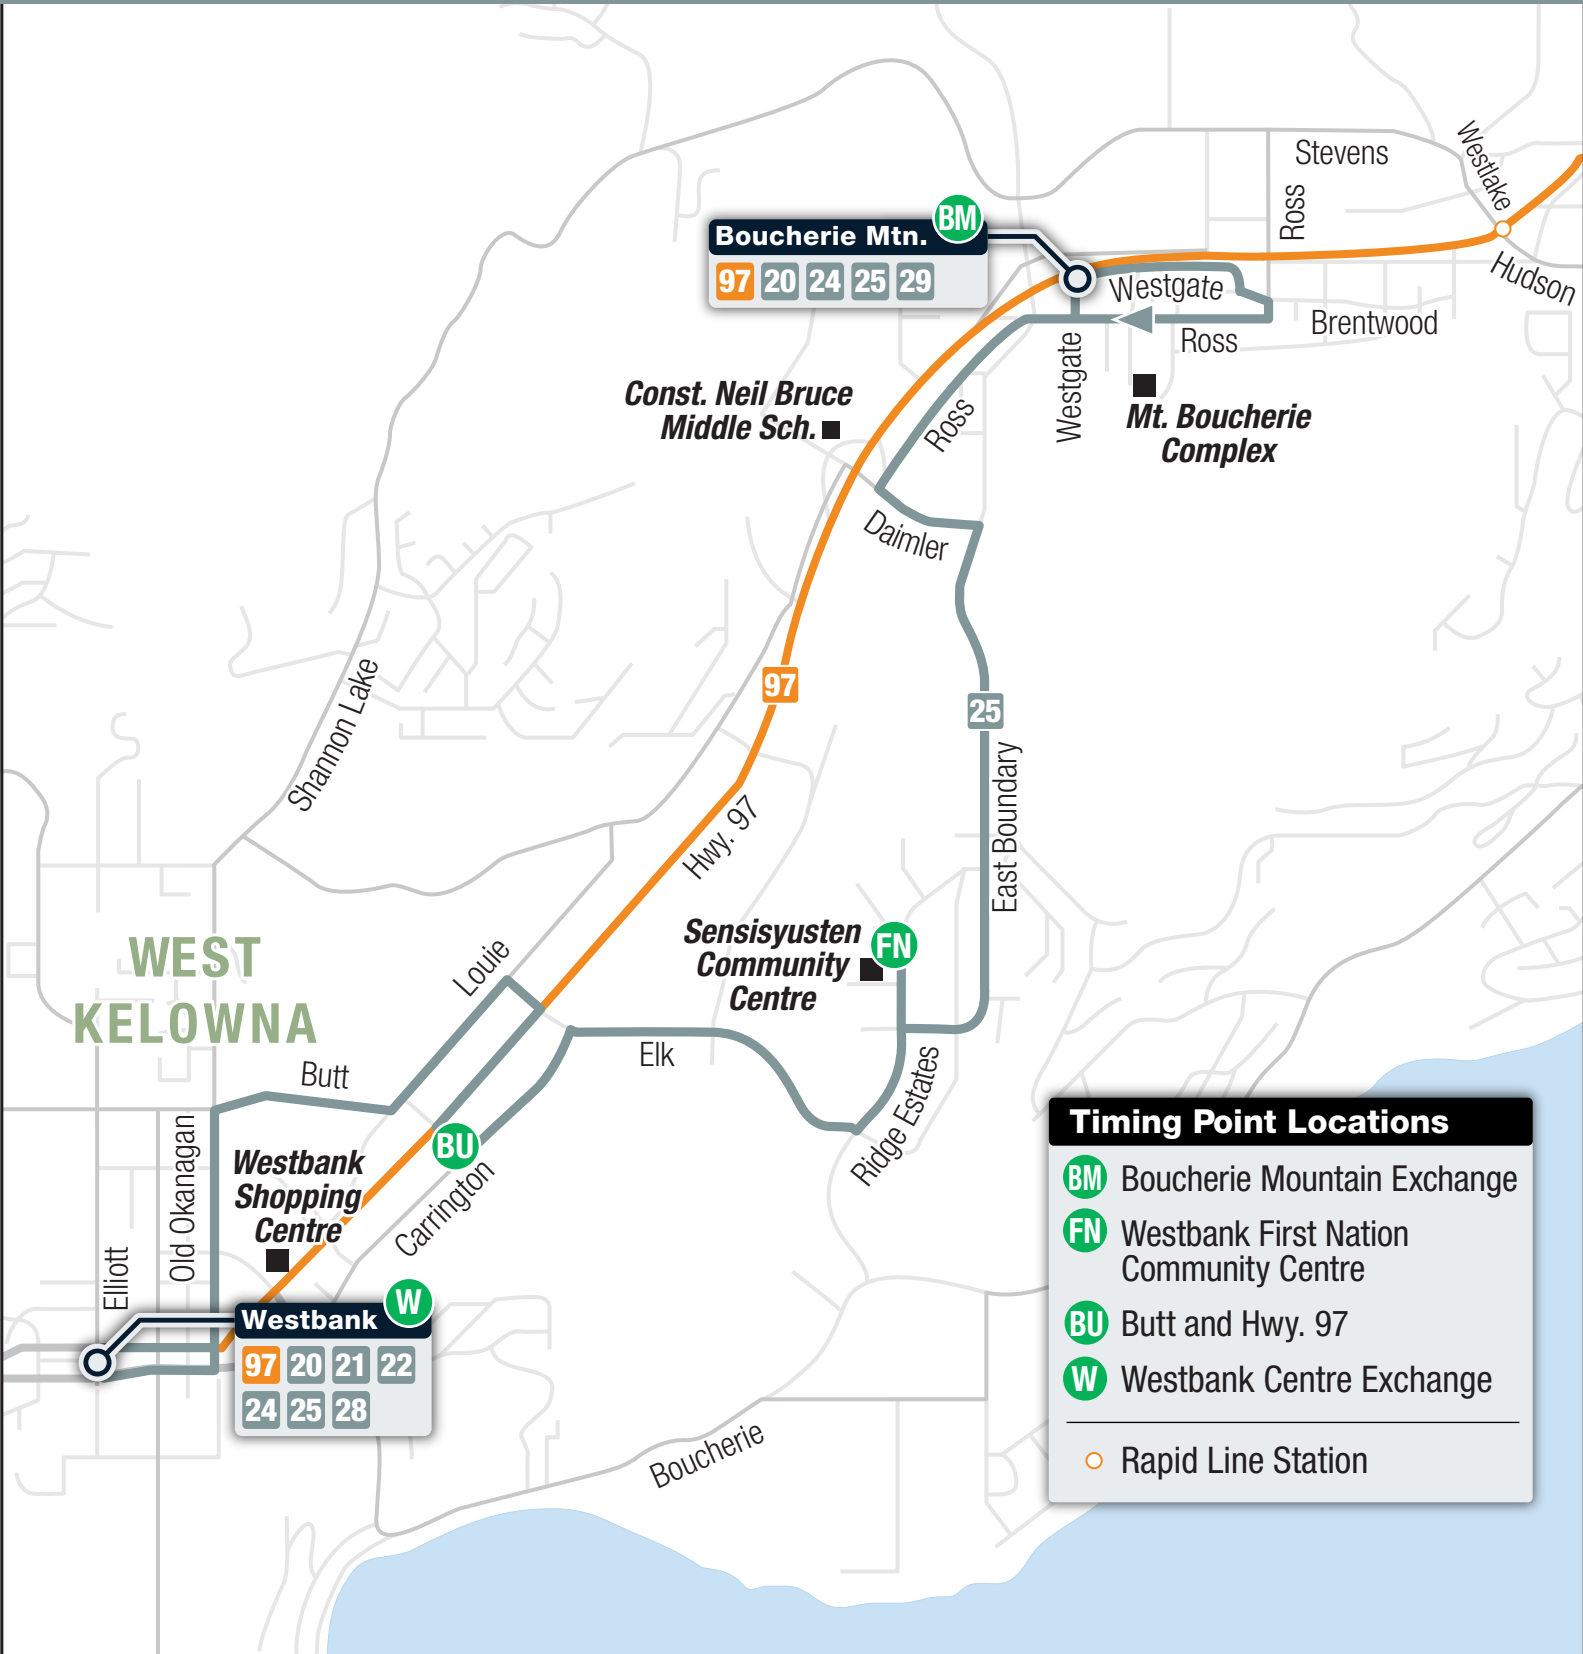 Stevens
Westlake
Ross
Hudson
BM
Boucherie Mtn.
97 20 24 25 29
Westgate
Brentwood
Ross
Westgate
Const. Neil Bruce
Middle Sch.
Mt. Boucherie
Complex
Ross
Daimler
97
25
Shannon Lake
Hwy. 97
East Boundary
Sensisyusten
Community
Centre
FN
WEST
KELOWNA
Louie
Butt
Elk
Ridge Estates
Old Okanagan
BU
Westbank
Shopping
Centre
Carrington
Elliott
W
Westbank
97 20 21 22
24 25 28
Boucherie
Timing Point Locations
BM Boucherie Mountain Exchange
FN Westbank First Nation
Community Centre
BU Butt and Hwy. 97
W Westbank Centre Exchange
Rapid Line Station